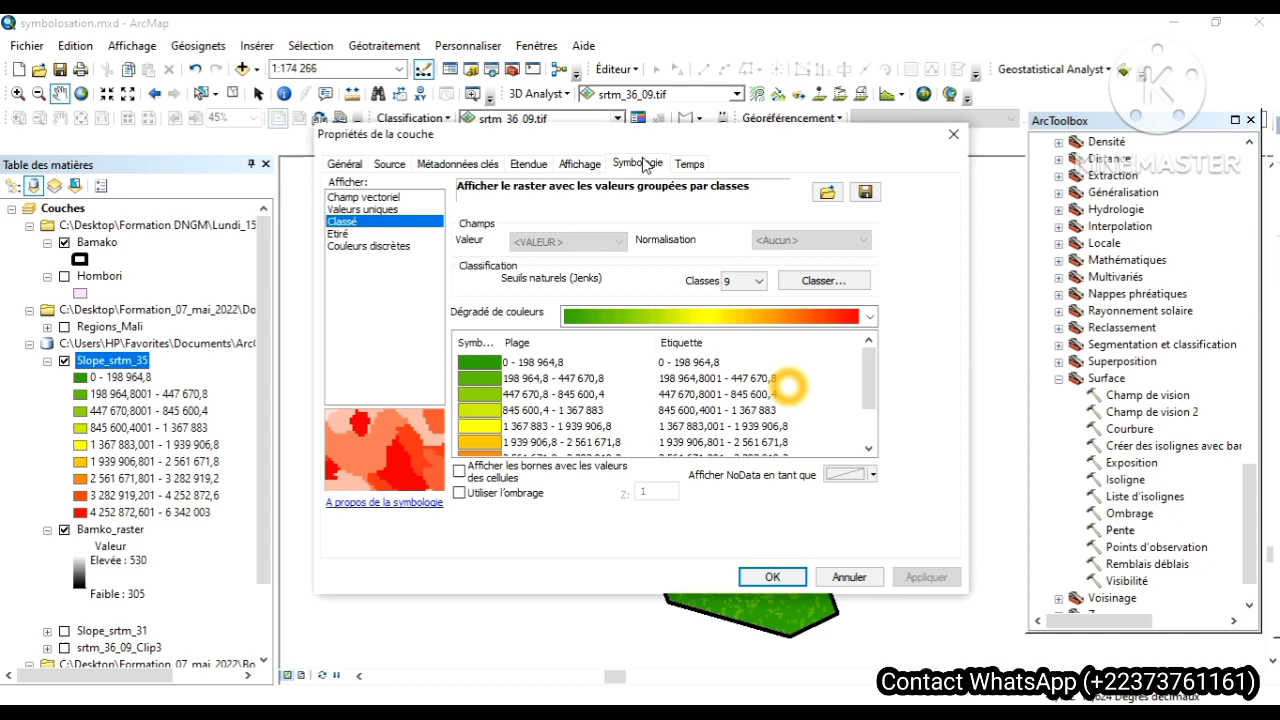 symbolosation.mxd - ArcMap
Fichier Edition Affichage Géosignets Insérer Sélection Géotraitement Personnaliser Fenêtres Aide
1:174 266
Éditeur
Geostatistical Analyst
3D Analyst
srtm_36_09.tif
45%
Classification
srtm_36_09.tif
Géoréférencement
Table des matières
Couches
C:\Desktop\Formation DNGM\Lundi_15
Bamako
Hombori
C:\Desktop\Formation_07_mai_2022\Do
Regions_Mali
C:\Users\HP\Favorites\Documents\Arc
Slope_srtm_35
0 - 198 964,8
198 964,8001 - 447 670,8
447 670,8001 - 845 600,4
845 600,4001 - 1 367 883
1 367 883,001 - 1 939 906,8
1 939 906,801 - 2 561 671,8
2 561 671,801 - 3 282 919,2
3 282 919,201 - 4 252 872,6
4 252 872,601 - 6 342 003
Bamko_raster
Valeur
Elevée : 530
Faible : 305
Slope_srtm_31
srtm_36_09_Clip3
C:\Desktop\Formation_07_mai_2022\Bo
Propriétés de la couche
Général Source Métadonnées clés Etendue Affichage Symbologie Temps
Afficher:
Champ vectoriel
Valeurs uniques
Classé
Etiré
Couleurs discrètes
A propos de la symbologie
Afficher le raster avec les valeurs groupées par classes
Champs
Valeur <VALEUR> Normalisation <Aucun>
Classification
Seuils naturels (Jenks) Classes 9 Classer...
Dégradé de couleurs
Symb... Plage Etiquette
0 - 198 964,8 0 - 198 964,8
198 964,8 - 447 670,8 198 964,8001 - 447 670,8
447 670,8 - 845 600,4 447 670,8001 - 845 600,4
845 600,4 - 1 367 883 845 600,4001 - 1 367 883
1 367 883 - 1 939 906,8 1 367 883,001 - 1 939 906,8
1 939 906,8 - 2 561 671,8 1 939 906,801 - 2 561 671,8
Afficher les bornes avec les valeurs des cellules
Afficher NoData en tant que
Utiliser l'ombrage Z: 1
OK Annuler Appliquer
ArcToolbox
Densité
Distance
Extraction
Généralisation
Hydrologie
Interpolation
Locale
Mathématiques
Multivariés
Nappes phréatiques
Rayonnement solaire
Reclassement
Segmentation et classification
Superposition
Surface
Champ de vision
Champ de vision 2
Courbure
Créer des isolignes avec bar
Exposition
Isoligne
Liste d'isolignes
Ombrage
Pente
Points d'observation
Remblais déblais
Visibilité
Voisinage
K
KINEMASTER
Contact WhatsApp (+22373761161)